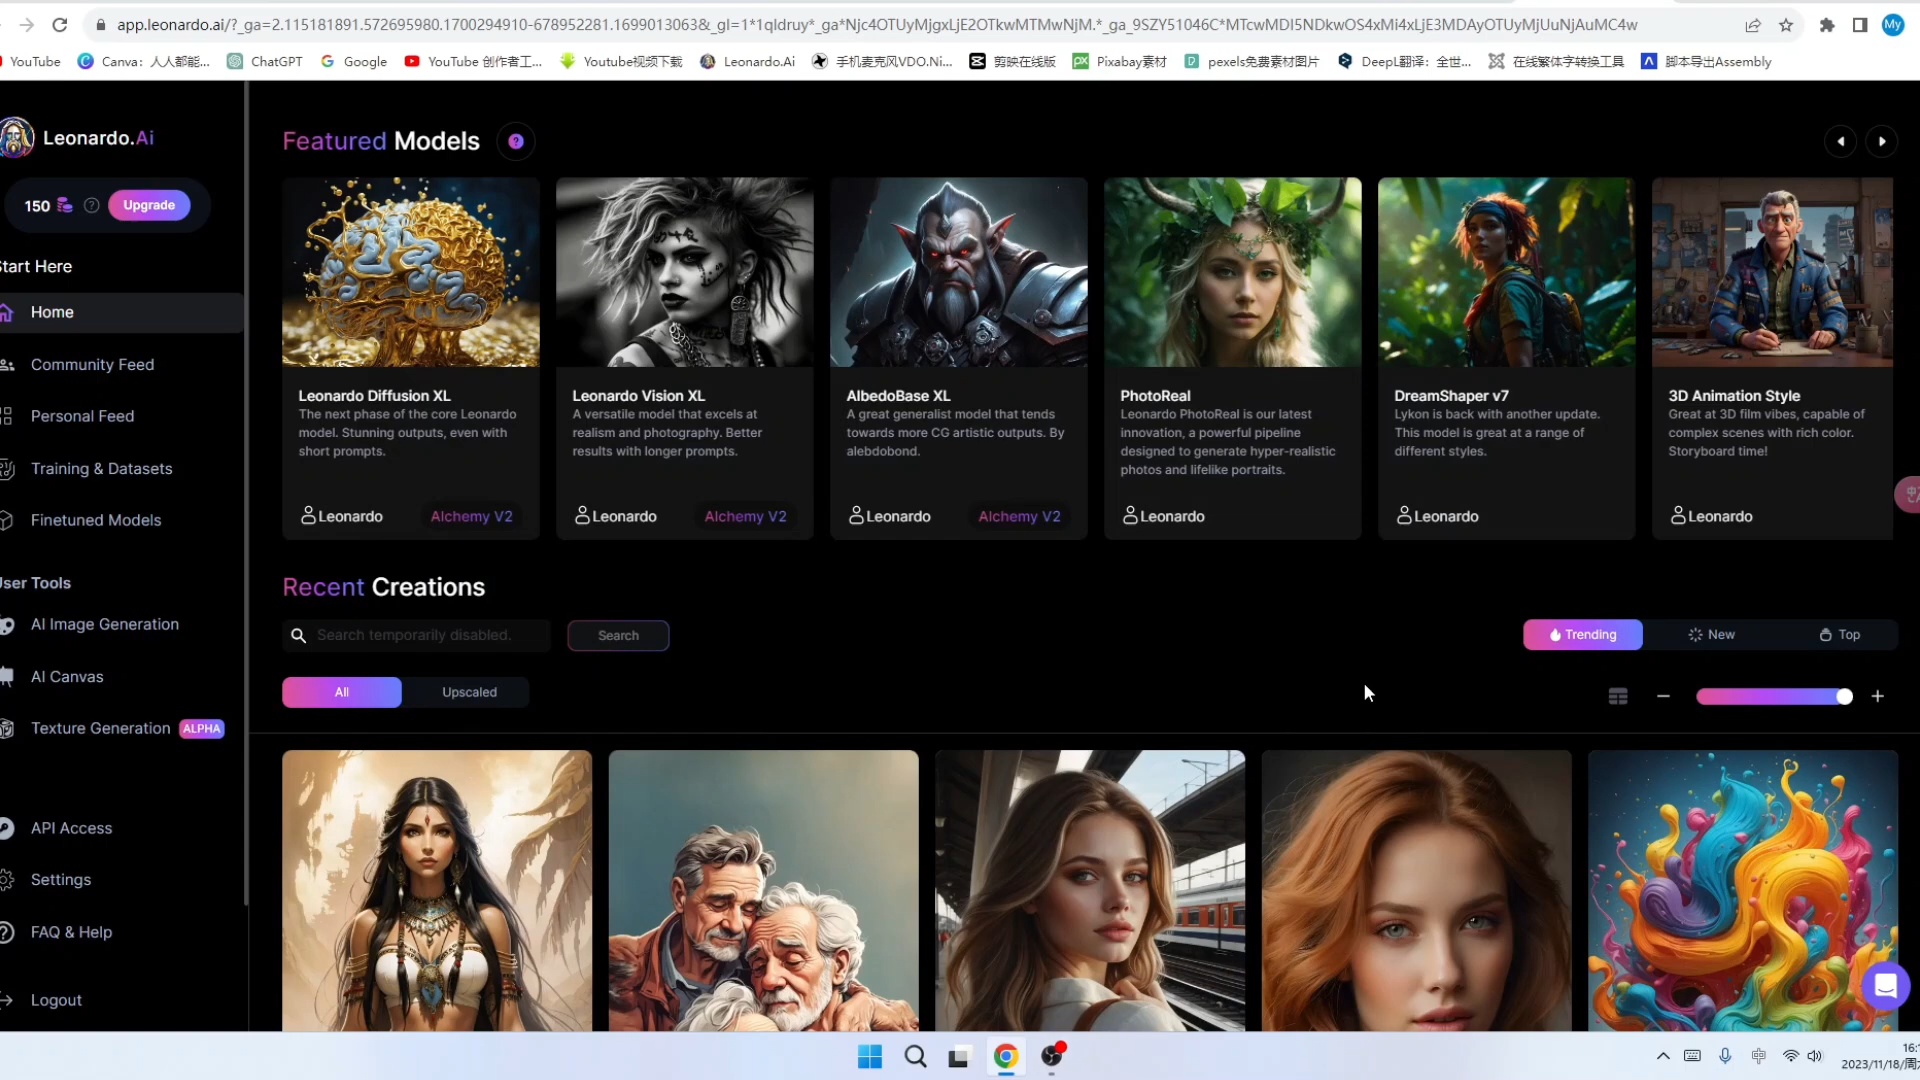 app.leonardo.ai/?_ga=2.115181891.572695980.1700294910-678952281.1699013063&_gl=1*1qldruy*_ga*Njc4OTUyMjgxLjE2OTkwMTMwNjM.*_ga_9SZY51046C*MTcwMDI5NDkwOS4xMi4xLjE3MDAyOTUyMjUuNjAuMC4w
My
YouTube
Canva：人人都能...
ChatGPT
Google
YouTube 创作者工...
Youtube视频下载
Leonardo.Ai
手机麦克风VDO.Ni...
剪映在线版
Pixabay素材
pexels免费素材图片
DeepL翻译：全世...
在线繁体字转换工具
脚本导出Assembly
Leonardo.Ai
150
Upgrade
Start Here
Home
Community Feed
Personal Feed
Training & Datasets
Finetuned Models
User Tools
AI Image Generation
AI Canvas
Texture Generation ALPHA
API Access
Settings
FAQ & Help
Logout
Featured Models
Leonardo Diffusion XL
The next phase of the core Leonardo
model. Stunning outputs, even with
short prompts.
Leonardo
Alchemy V2
Leonardo Vision XL
A versatile model that excels at
realism and photography. Better
results with longer prompts.
Leonardo
Alchemy V2
AlbedoBase XL
A great generalist model that tends
towards more CG artistic outputs. By
alebdobond.
Leonardo
Alchemy V2
PhotoReal
Leonardo PhotoReal is our latest
innovation, a powerful pipeline
designed to generate hyper-realistic
photos and lifelike portraits.
Leonardo
DreamShaper v7
Lykon is back with another update.
This model is great at a range of
different styles.
Leonardo
3D Animation Style
Great at 3D film vibes, capable of
complex scenes with rich color.
Storyboard time!
Leonardo
Recent Creations
Search temporarily disabled.
Search
Trending
New
Top
All
Upscaled
中
16:1
2023/11/18/周